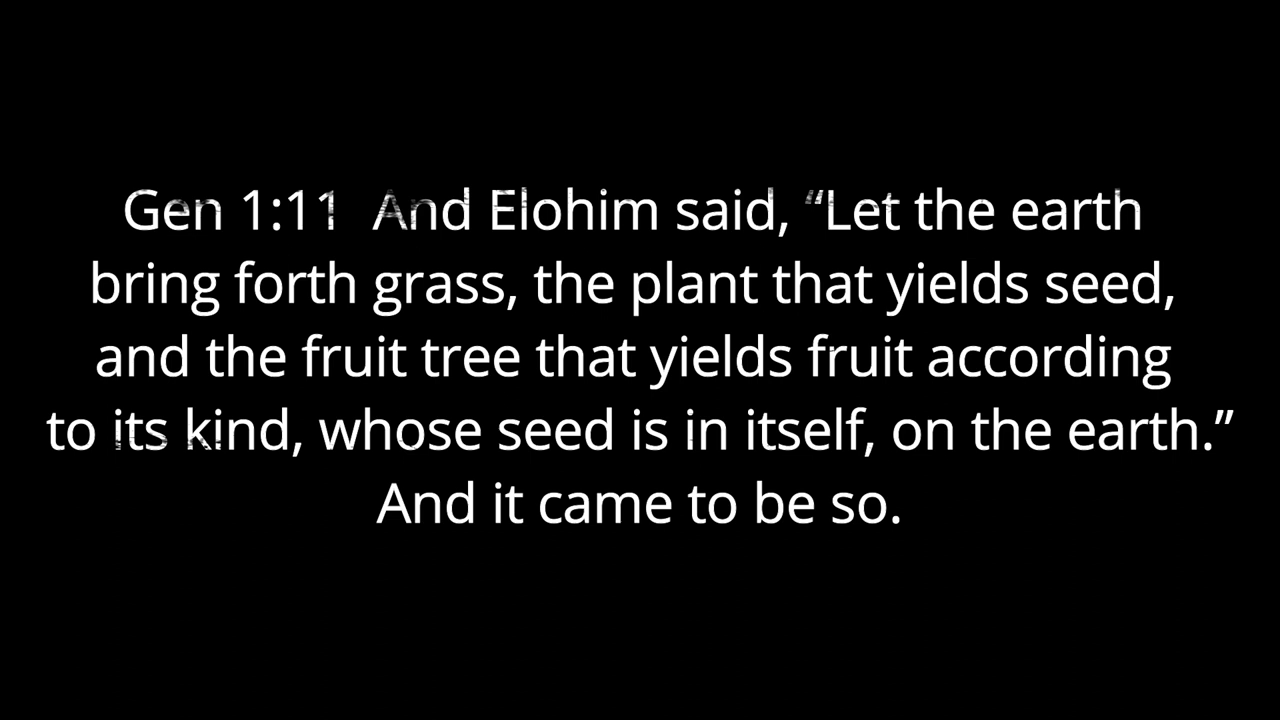 Gen 1:11  And Elohim said, “Let the earth
bring forth grass, the plant that yields seed,
and the fruit tree that yields fruit according
to its kind, whose seed is in itself, on the earth.”
And it came to be so.